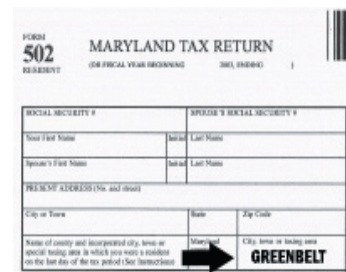 FORM
502
RESIDENT
MARYLAND TAX RETURN
(OR FISCAL YEAR BEGINNING 2003, ENDING )
SOCIAL SECURITY # SPOUSE'S SOCIAL SECURITY #
Your First Name Initial Last Name
Spouse's First Name Initial Last Name
PRESENT ADDRESS (No. and street)
City or Town State Zip Code
Name of county and incorporated city, town or
special taxing area in which you were a resident
on the last day of the tax period (See Instruction
Maryland
City, town or taxing area
GREENBELT